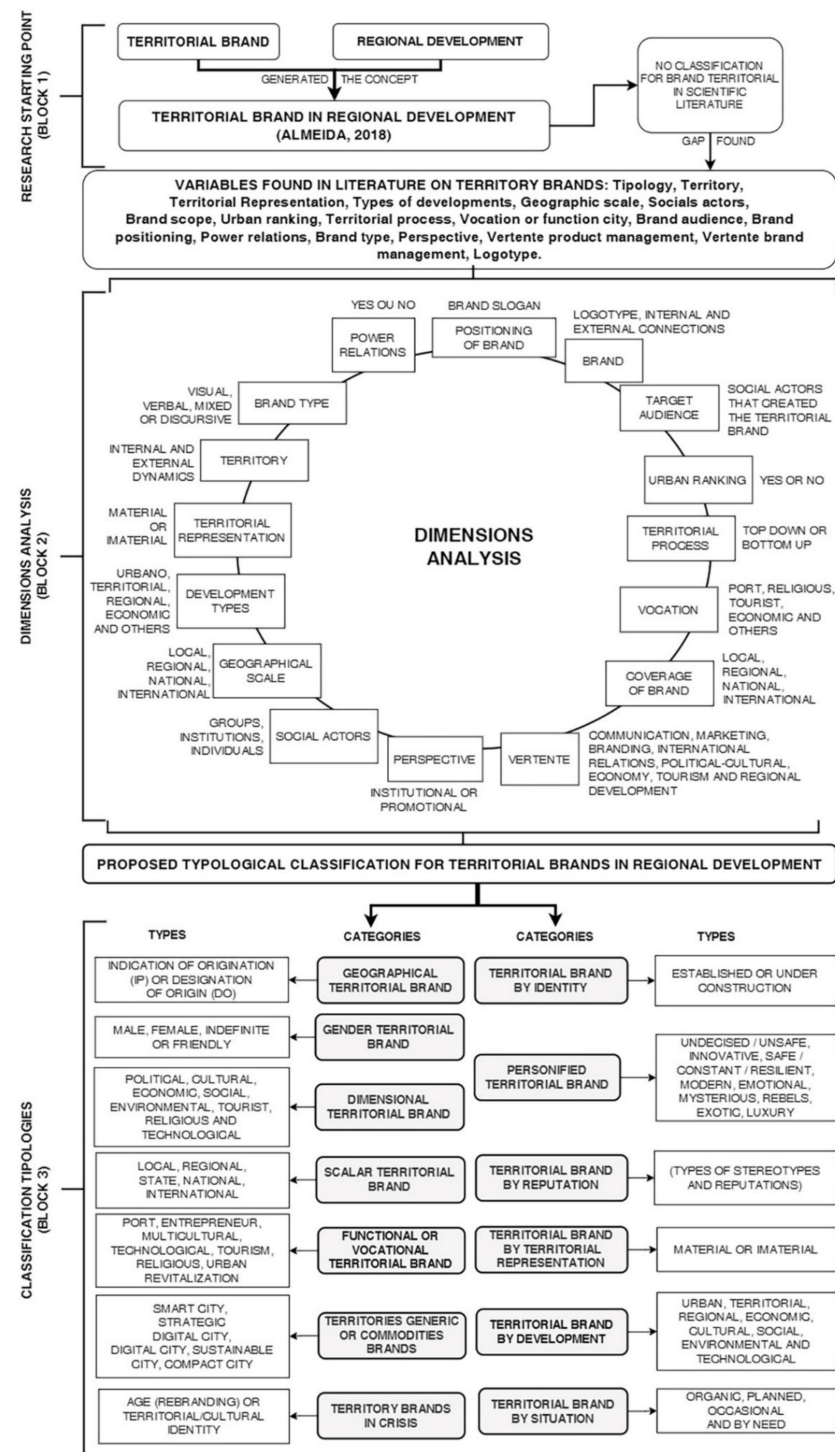 RESEARCH STARTING POINT
(BLOCK 1)
TERRITORIAL BRAND
REGIONAL DEVELOPMENT
GENERATED THE CONCEPT
TERRITORIAL BRAND IN REGIONAL DEVELOPMENT
(ALMEIDA, 2018)
NO CLASSIFICATION
FOR BRAND TERRITORIAL
IN SCIENTIFIC
LITERATURE
GAP FOUND
VARIABLES FOUND IN LITERATURE ON TERRITORY BRANDS: Tipology, Territory,
Territorial Representation, Types of developments, Geographic scale, Socials actors,
Brand scope, Urban ranking, Territorial process, Vocation or function city, Brand audience, Brand
positioning, Power relations, Brand type, Perspective, Vertente product management, Vertente brand
management, Logotype.
DIMENSIONS ANALYSIS
(BLOCK 2)
DIMENSIONS
ANALYSIS
YES OU NO
POWER
RELATIONS
BRAND SLOGAN
POSITIONING
OF BRAND
LOGOTYPE, INTERNAL AND
EXTERNAL CONNECTIONS
BRAND
TARGET
AUDIENCE
SOCIAL ACTORS
THAT CREATED
THE TERRITORIAL
BRAND
URBAN RANKING
YES OR NO
TERRITORIAL
PROCESS
TOP DOWN OR
BOTTOM UP
VOCATION
PORT, RELIGIOUS,
TOURIST,
ECONOMIC AND
OTHERS
COVERAGE
OF BRAND
LOCAL,
REGIONAL,
NATIONAL,
INTERNATIONAL
VERTENTE
COMMUNICATION, MARKETING,
BRANDING, INTERNATIONAL
RELATIONS, POLITICAL-CULTURAL,
ECONOMY, TOURISM AND REGIONAL
DEVELOPMENT
PERSPECTIVE
INSTITUTIONAL OR
PROMOTIONAL
GROUPS,
INSTITUTIONS,
INDIVIDUALS
SOCIAL ACTORS
LOCAL,
REGIONAL,
NATIONAL,
INTERNATIONAL
GEOGRAPHICAL
SCALE
URBANO,
TERRITORIAL,
REGIONAL,
ECONOMIC
AND OTHERS
DEVELOPMENT
TYPES
MATERIAL
OR
IMATERIAL
TERRITORIAL
REPRESENTATION
INTERNAL AND
EXTERNAL
DYNAMICS
TERRITORY
VISUAL,
VERBAL, MIXED
OR DISCURSIVE
BRAND TYPE
PROPOSED TYPOLOGICAL CLASSIFICATION FOR TERRITORIAL BRANDS IN REGIONAL DEVELOPMENT
CLASSIFICATION TIPOLOGIES
(BLOCK 3)
TYPES
CATEGORIES
CATEGORIES
TYPES
INDICATION OF ORIGINATION
(IP) OR DESIGNATION
OF ORIGIN (DO)
GEOGRAPHICAL
TERRITORIAL BRAND
TERRITORIAL BRAND
BY IDENTITY
ESTABLISHED OR UNDER
CONSTRUCTION
MALE, FEMALE, INDEFINITE
OR FRIENDLY
GENDER TERRITORIAL
BRAND
PERSONIFIED
TERRITORIAL BRAND
UNDECISED / UNSAFE,
INNOVATIVE, SAFE /
CONSTANT / RESILIENT,
MODERN, EMOTIONAL,
MYSTERIOUS, REBELS,
EXOTIC, LUXURY
POLITICAL, CULTURAL,
ECONOMIC, SOCIAL,
ENVIRONMENTAL, TOURIST,
RELIGIOUS AND
TECHNOLOGICAL
DIMENSIONAL
TERRITORIAL BRAND
LOCAL, REGIONAL,
STATE, NATIONAL,
INTERNATIONAL
SCALAR TERRITORIAL
BRAND
TERRITORIAL BRAND
BY REPUTATION
(TYPES OF STEREOTYPES
AND REPUTATIONS)
PORT, ENTREPRENEUR,
MULTICULTURAL,
TECHNOLOGICAL, TOURISM,
RELIGIOUS, URBAN
REVITALIZATION
FUNCTIONAL OR
VOCATIONAL
TERRITORIAL BRAND
TERRITORIAL BRAND
BY TERRITORIAL
REPRESENTATION
MATERIAL OR IMATERIAL
SMART CITY,
STRATEGIC
DIGITAL CITY,
DIGITAL CITY, SUSTAINABLE
CITY, COMPACT CITY
TERRITORIES GENERIC
OR COMMODITIES
BRANDS
TERRITORIAL BRAND
BY DEVELOPMENT
URBAN, TERRITORIAL,
REGIONAL, ECONOMIC,
CULTURAL, SOCIAL,
ENVIRONMENTAL AND
TECHNOLOGICAL
AGE (REBRANDING) OR
TERRITORIAL/CULTURAL
IDENTITY
TERRITORY BRANDS
IN CRISIS
TERRITORIAL BRAND
BY SITUATION
ORGANIC, PLANNED,
OCCASIONAL
AND BY NEED